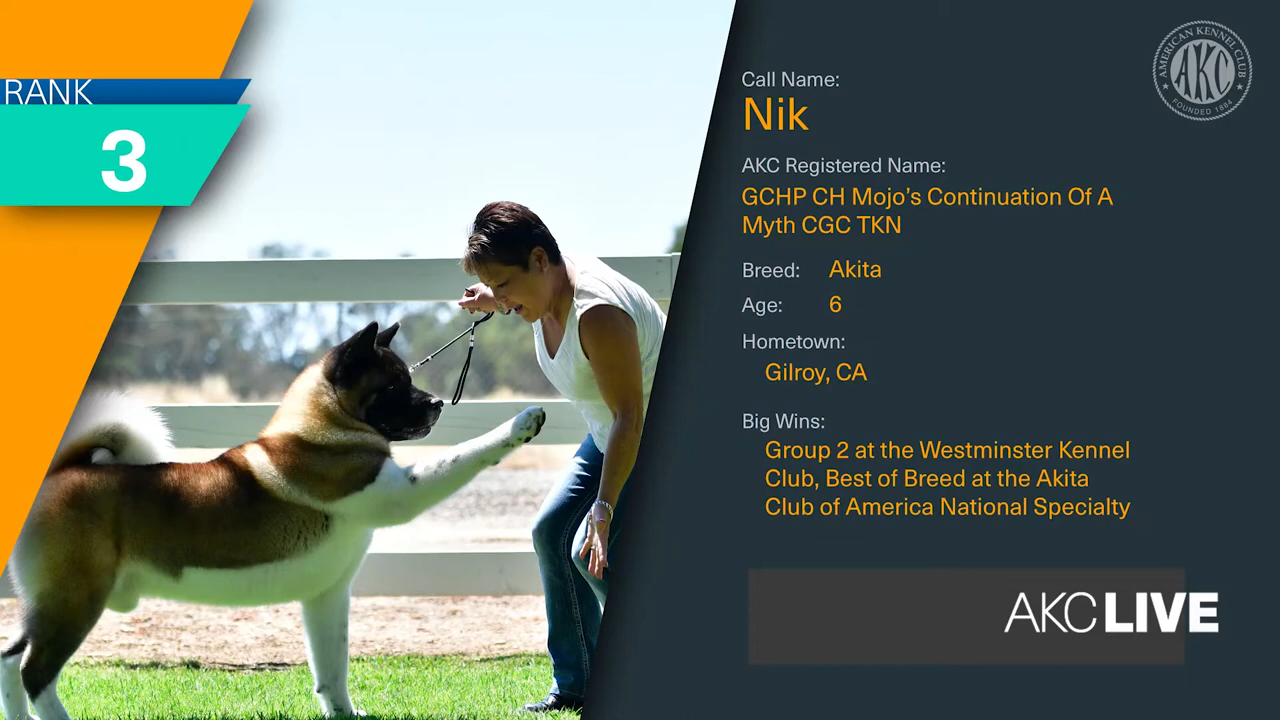 RANK
3
Call Name:
Nik
AKC Registered Name:
GCHP CH Mojo’s Continuation Of A
Myth CGC TKN
Breed: Akita
Age: 6
Hometown:
Gilroy, CA
Big Wins:
Group 2 at the Westminster Kennel
Club, Best of Breed at the Akita
Club of America National Specialty
AMERICAN KENNEL CLUB
AKC
FOUNDED 1884
AKC LIVE